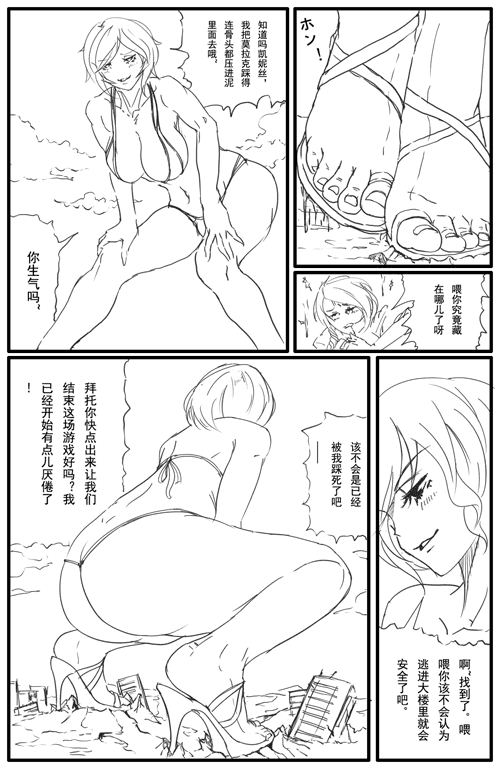 知道吗凯妮丝，
我把莫拉克踩得
连骨头都压进泥
里面去哦~
你生气吗~
ホン！
喂你究竟藏
在哪儿了呀
该不会是已经
被我踩死了吧
——
拜托你快点出来让我们
结束这场游戏好吗？我
已经开始有点儿厌倦了
！
啊~找到了。喂
喂你该不会认为
逃进大楼里就会
安全了吧。